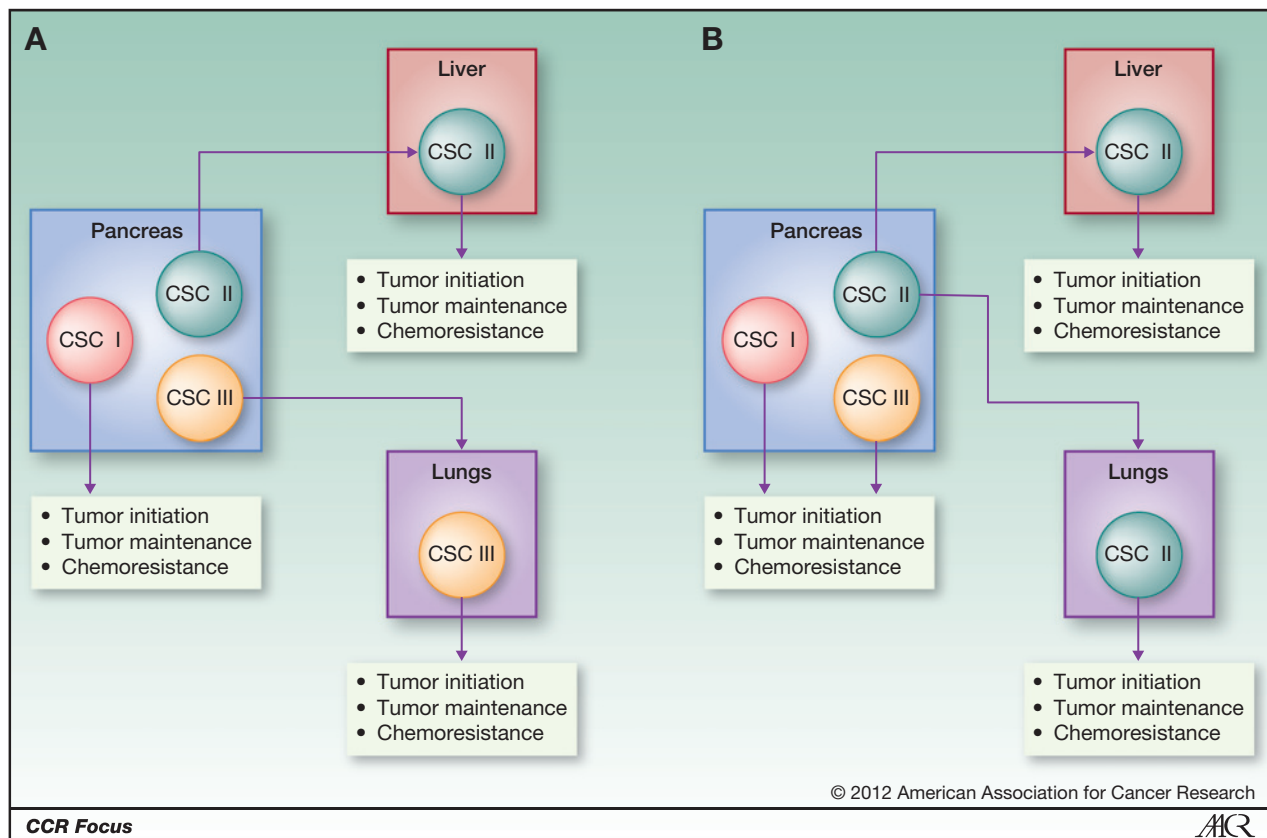 A
Liver
CSC II
Pancreas
CSC II
CSC I
CSC III
• Tumor initiation
• Tumor maintenance
• Chemoresistance
• Tumor initiation
• Tumor maintenance
• Chemoresistance
Lungs
CSC III
• Tumor initiation
• Tumor maintenance
• Chemoresistance
B
Liver
CSC II
Pancreas
CSC II
CSC I
CSC III
• Tumor initiation
• Tumor maintenance
• Chemoresistance
• Tumor initiation
• Tumor maintenance
• Chemoresistance
Lungs
CSC II
• Tumor initiation
• Tumor maintenance
• Chemoresistance
© 2012 American Association for Cancer Research
CCR Focus
AACR